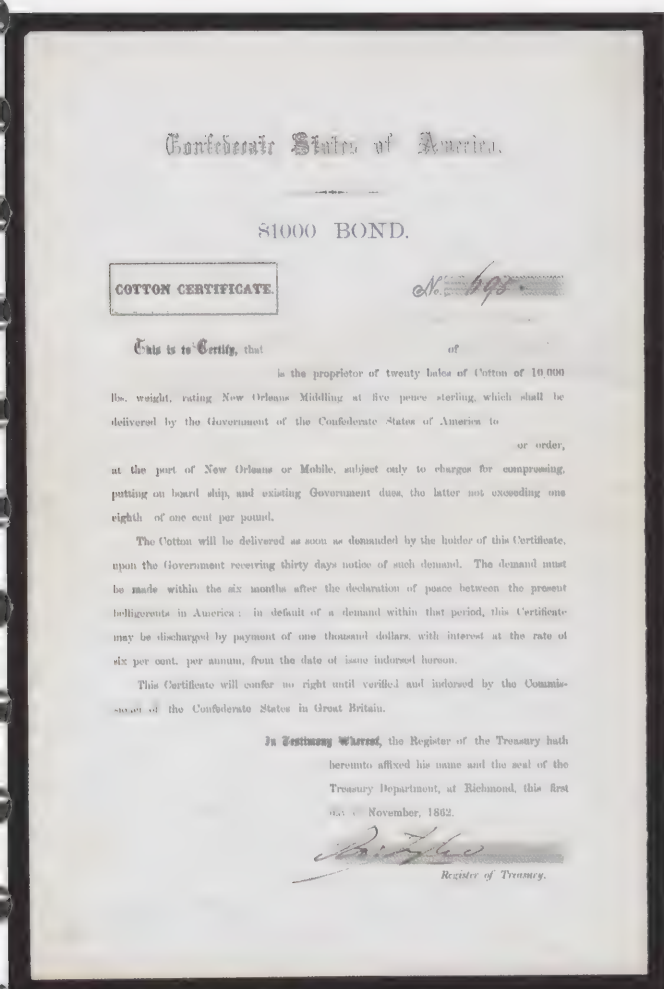 Confederate States of America.
$1000 BOND.
COTTON CERTIFICATE.
No. 695.
This is to Certify, that of
is the proprietor of twenty bales of Cotton of 10,000
lbs. weight, rating New Orleans Middling at five pence sterling, which shall be
delivered by the Government of the Confederate States of America to
or order,
at the port of New Orleans or Mobile, subject only to charges for compressing,
putting on board ship, and existing Government dues, the latter not exceeding one
eighth of one cent per pound.
The Cotton will be delivered as soon as demanded by the holder of this Certificate,
upon the Government receiving thirty days notice of such demand. The demand must
be made within the six months after the declaration of peace between the present
belligerents in America; in default of a demand within that period, this Certificate
may be discharged by payment of one thousand dollars, with interest at the rate of
six per cent. per annum, from the date of issue indorsed hereon.
This Certificate will confer no right until verified and indorsed by the Commis-
sioner of the Confederate States in Great Britain.
In Testimony Whereof, the Register of the Treasury hath
hereunto affixed his name and the seal of the
Treasury Department, at Richmond, this first
day of November, 1862.
Ro: Tyler
Register of Treasury.